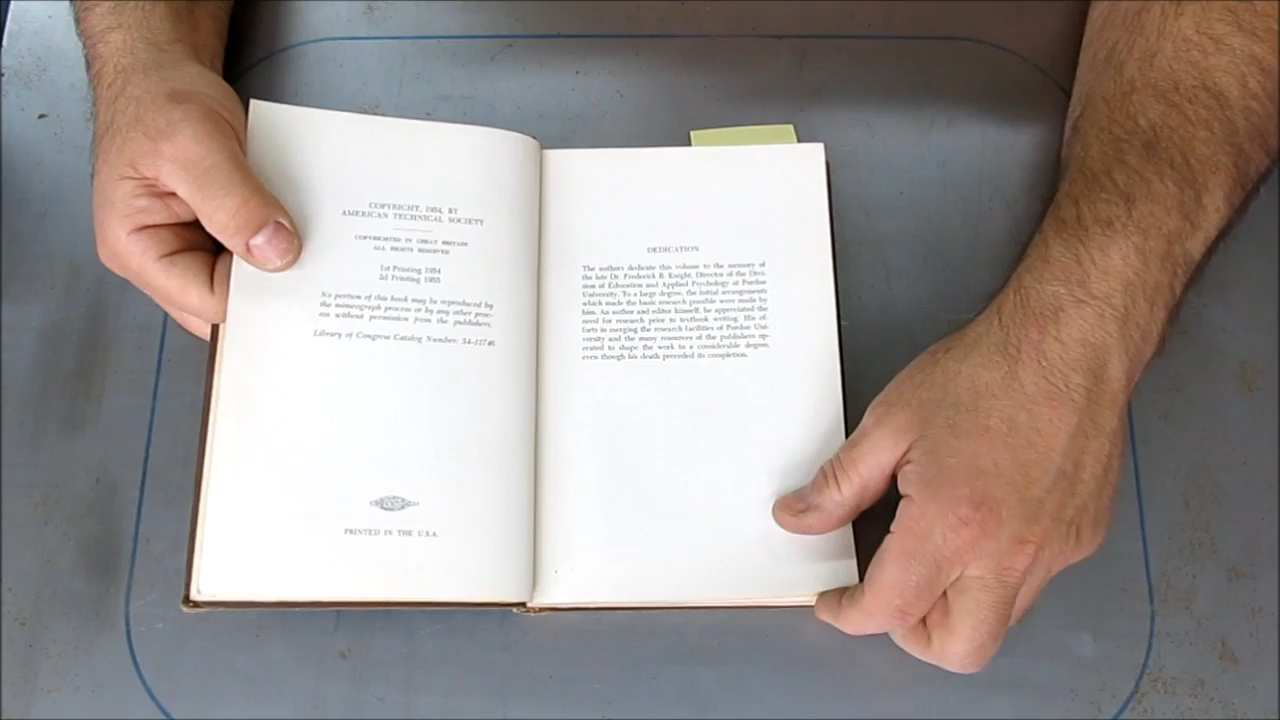 COPYRIGHT, 1954, BY
AMERICAN TECHNICAL SOCIETY
COPYRIGHTED IN GREAT BRITAIN
ALL RIGHTS RESERVED
1st Printing 1954
2d Printing 1955
No portion of this book may be reproduced by
the mimeograph process or by any other proc-
ess without permission from the publishers.
Library of Congress Catalog Number: 54-11746
PRINTED IN THE U.S.A.
DEDICATION
The authors dedicate this volume to the memory of
the late Dr. Frederick B. Knight, Director of the Divi-
sion of Education and Applied Psychology at Purdue
University. To a large degree, the initial arrangements
which made the basic research possible were made by
him. An author and editor himself, he appreciated the
need for research prior to textbook writing. His ef-
forts in merging the research facilities of Purdue Uni-
versity and the many resources of the publishers op-
erated to shape the work to a considerable degree,
even though his death preceded its completion.